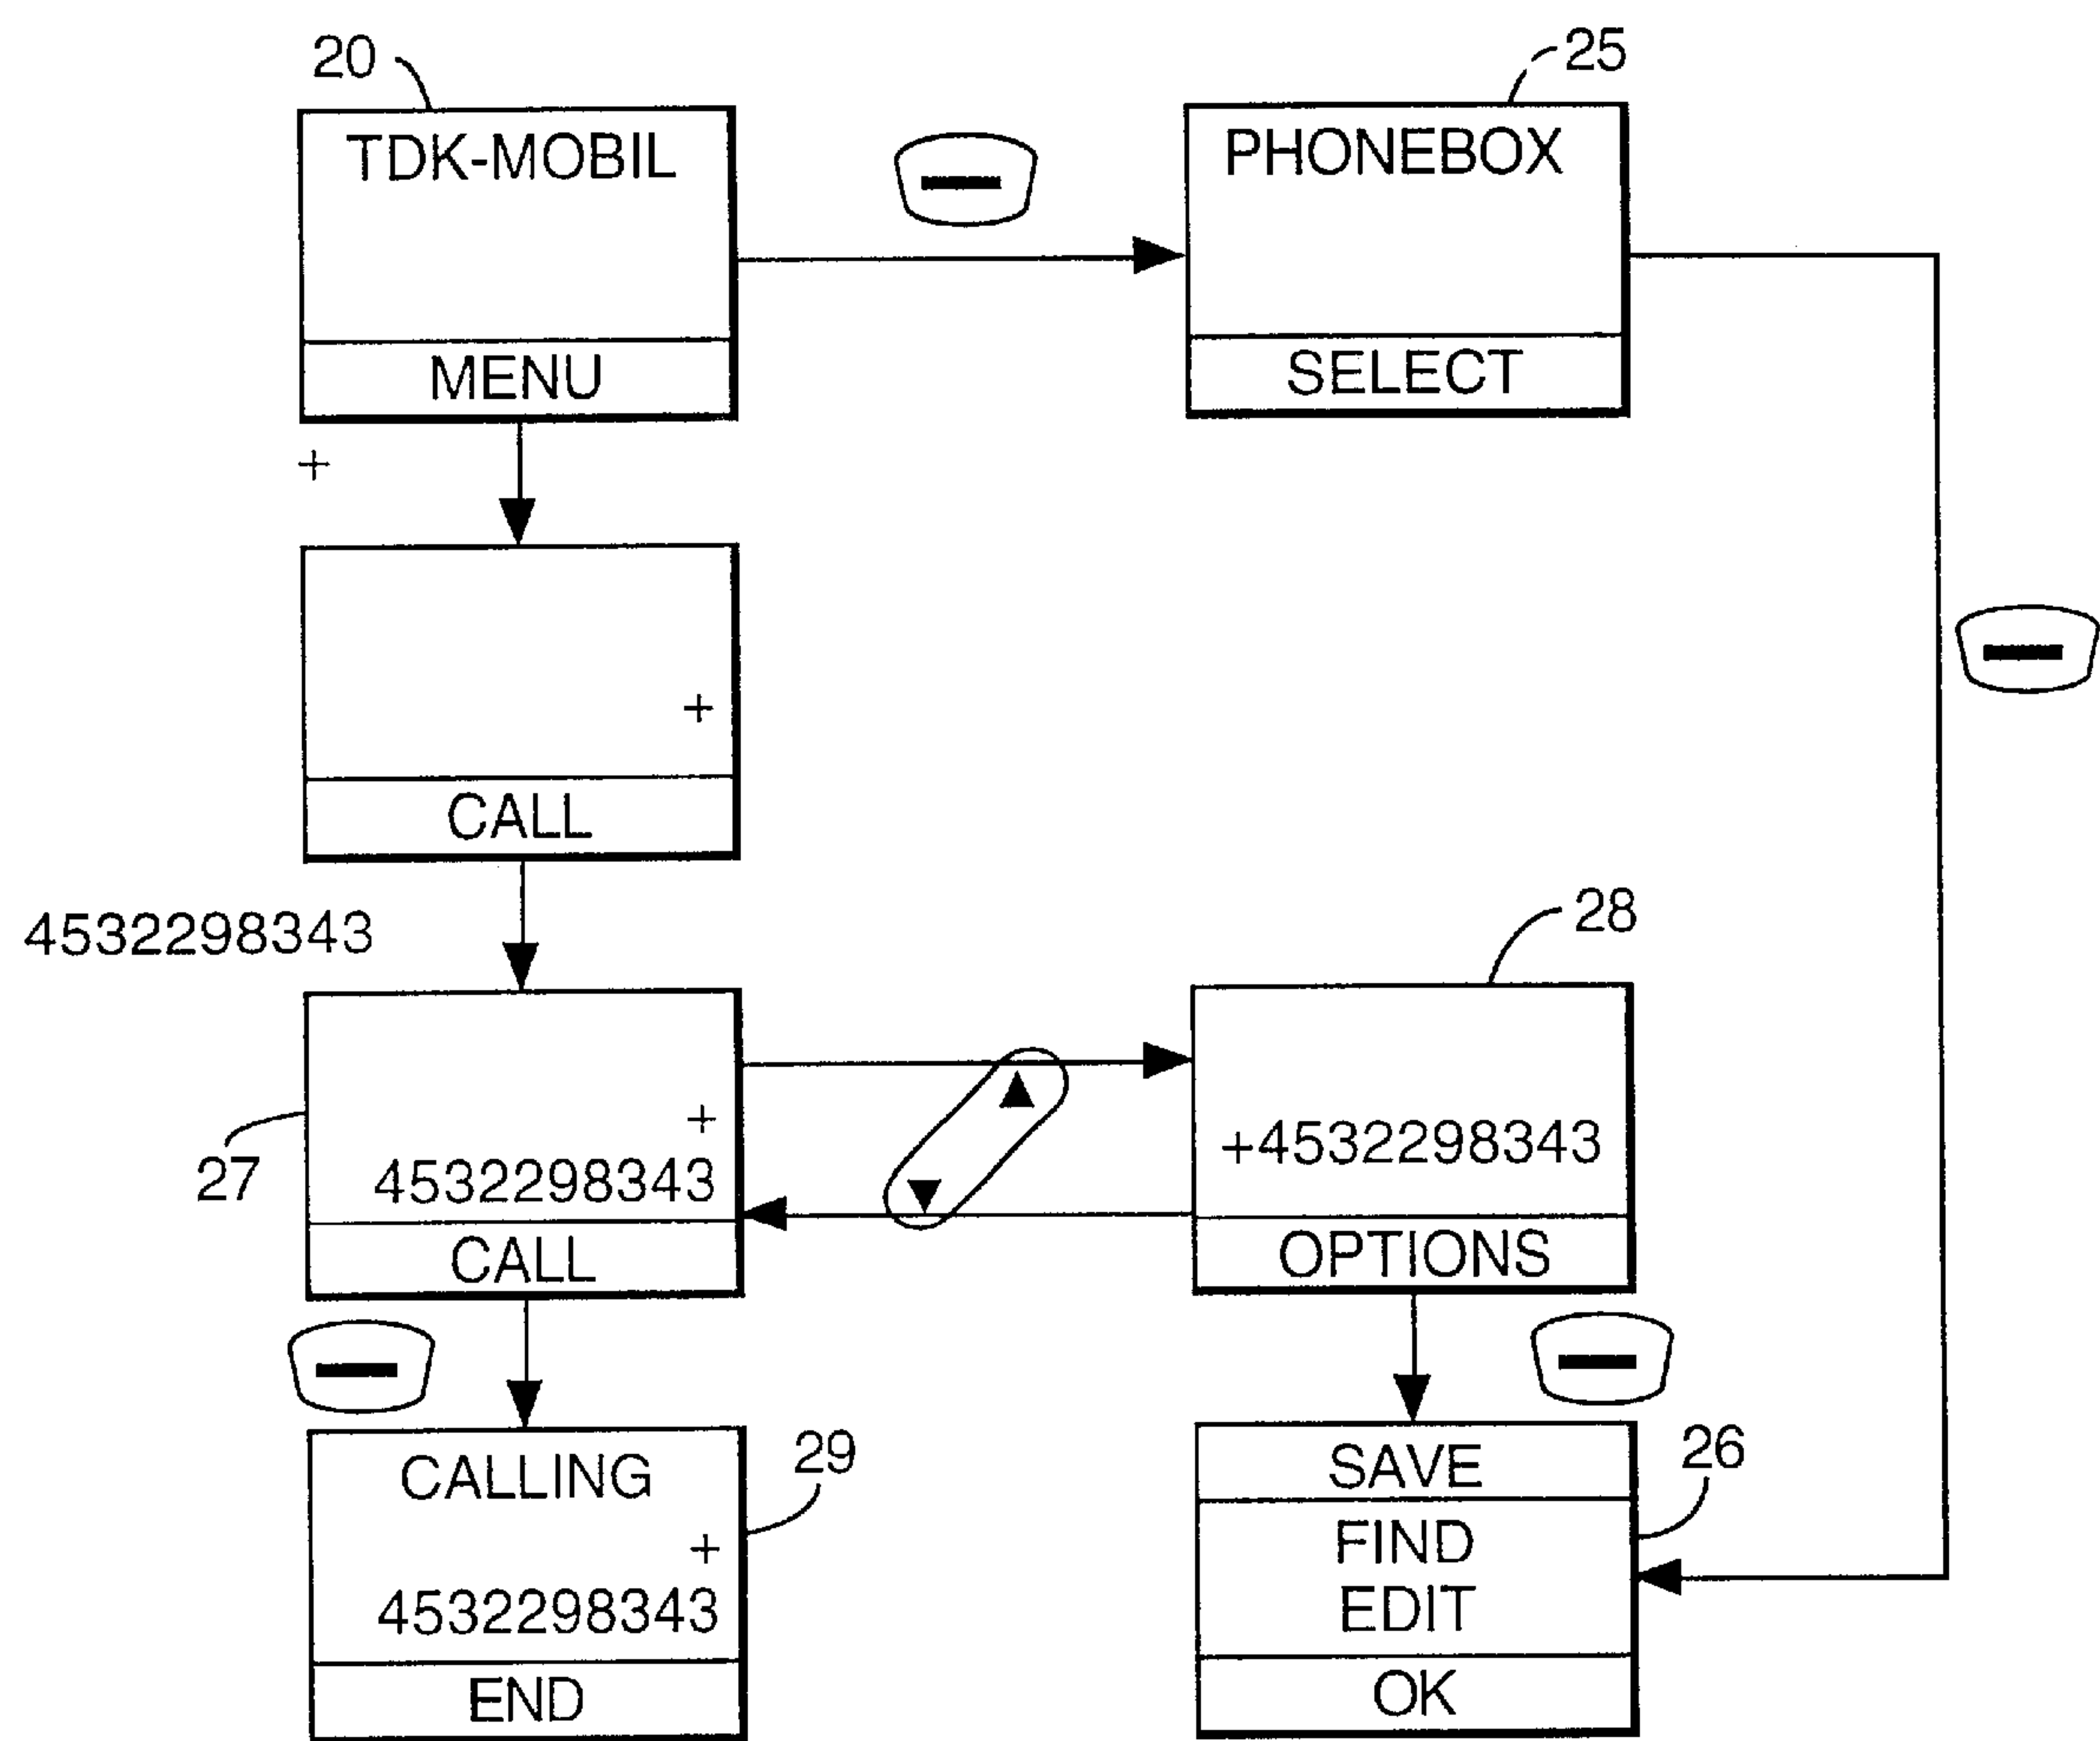 20
25
TDK-MOBIL
PHONEBOX
MENU
SELECT
+
+
CALL
4532298343
28
27
+
4532298343
CALL
+4532298343
OPTIONS
29
26
CALLING
+
4532298343
END
SAVE
FIND
EDIT
OK